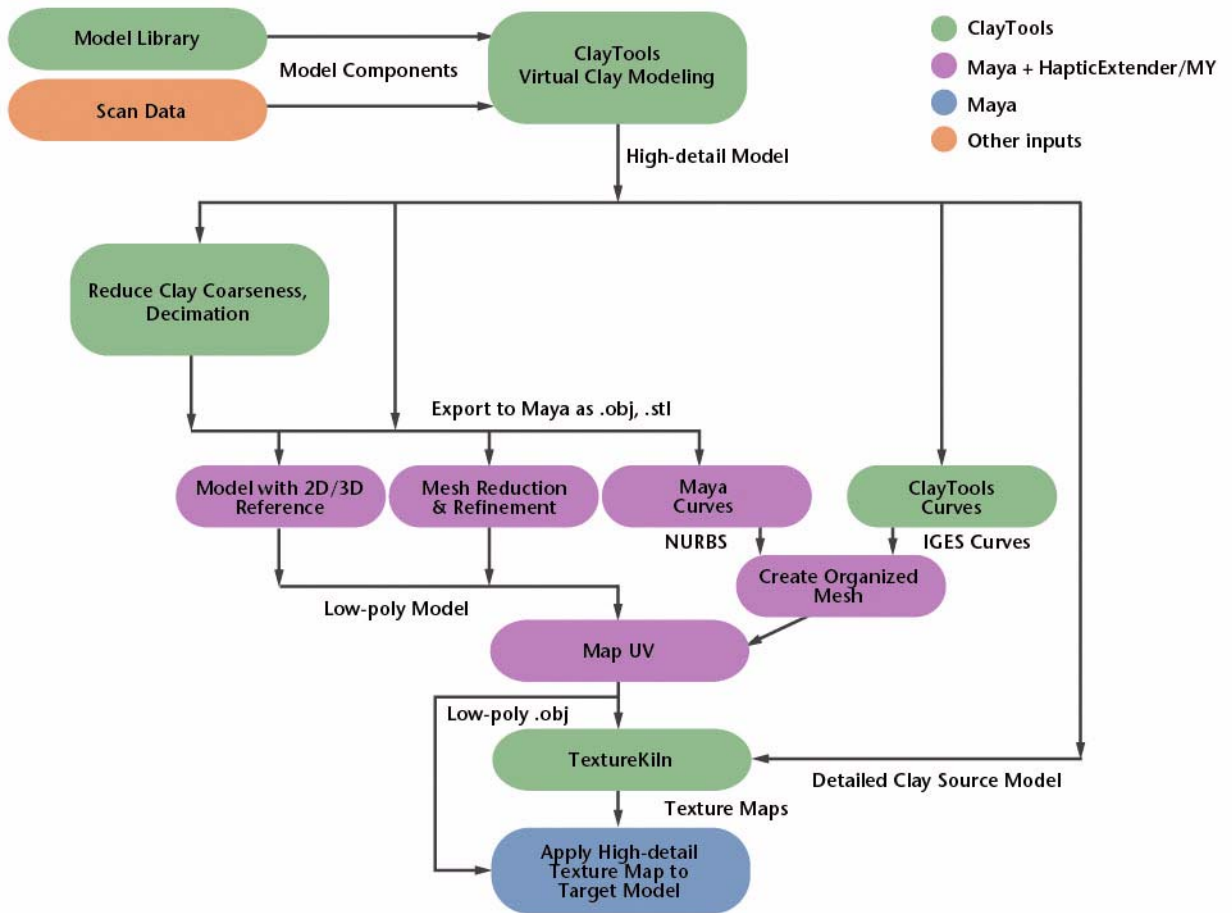 Model Library
Model Components
Scan Data
ClayTools
Virtual Clay Modeling
ClayTools
Maya + HapticExtender/MY
Maya
Other inputs
High-detail Model
Reduce Clay Coarseness,
Decimation
Export to Maya as .obj, .stl
Model with 2D/3D
Reference
Mesh Reduction
& Refinement
Maya
Curves
ClayTools
Curves
NURBS
IGES Curves
Create Organized
Mesh
Low-poly Model
Map UV
Low-poly .obj
TextureKiln
Detailed Clay Source Model
Texture Maps
Apply High-detail
Texture Map to
Target Model